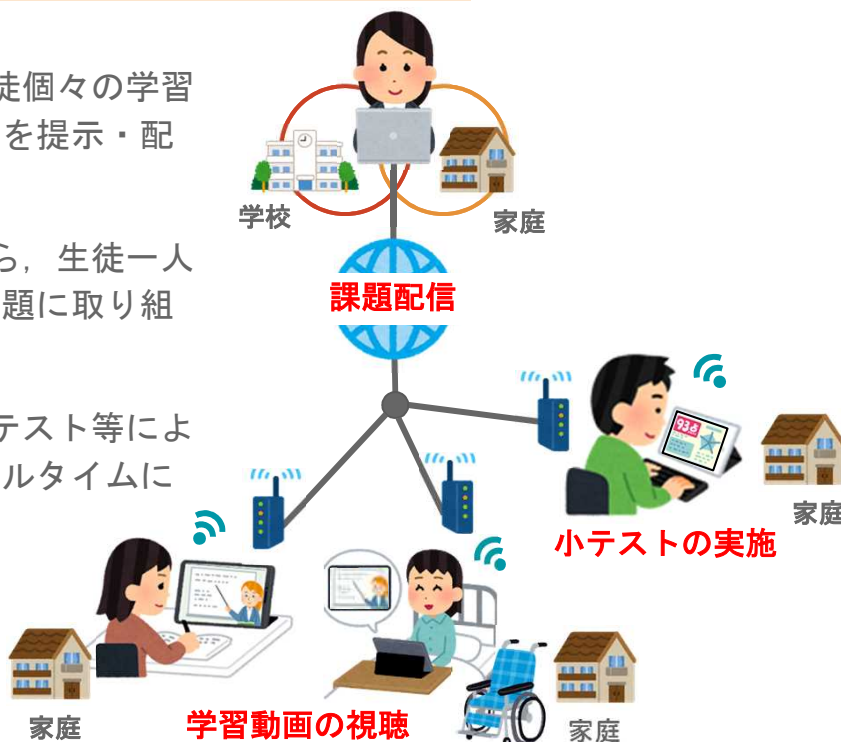 徒個々の学習
を提示・配
ら，生徒一人
題に取り組
テスト等によ
ルタイムに
学校
家庭
課題配信
93点
家庭
小テストの実施
家庭
学習動画の視聴
家庭